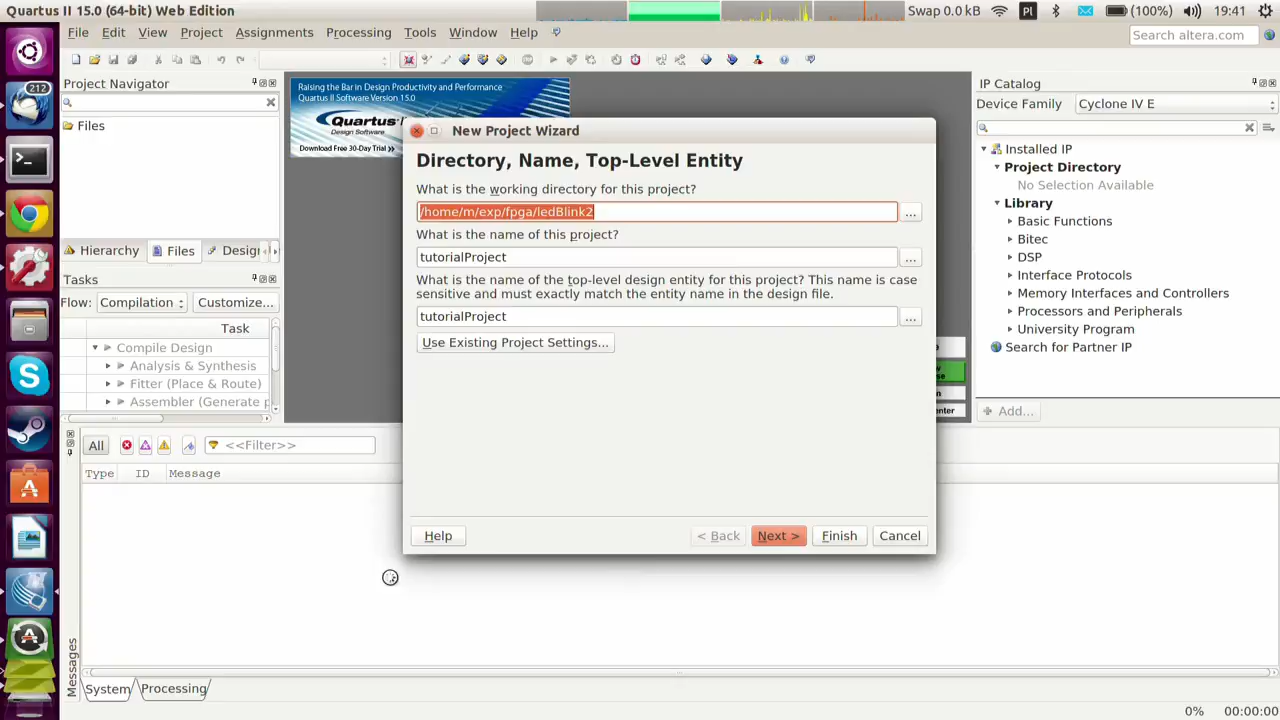 Quartus II 15.0 (64-bit) Web Edition
Swap 0.0 kB
Pl
(100%)
19:41
File Edit View Project Assignments Processing Tools Window Help
Search altera.com
Project Navigator
Files
Hierarchy Files Design
Tasks
Flow: Compilation Customize...
Task
Compile Design
Analysis & Synthesis
Fitter (Place & Route)
Assembler (Generate p
Raising the Bar in Design Productivity and Performance
Quartus II Software Version 15.0
Quartus I
Design Software
Download Free 30-Day Trial >>
New Project Wizard
Directory, Name, Top-Level Entity
What is the working directory for this project?
/home/m/exp/fpga/ledBlink2
...
What is the name of this project?
tutorialProject
...
What is the name of the top-level design entity for this project? This name is case
sensitive and must exactly match the entity name in the design file.
tutorialProject
...
Use Existing Project Settings...
Help
< Back
Next >
Finish
Cancel
IP Catalog
Device Family Cyclone IV E
Installed IP
Project Directory
No Selection Available
Library
Basic Functions
Bitec
DSP
Interface Protocols
Memory Interfaces and Controllers
Processors and Peripherals
University Program
Search for Partner IP
Add...
212
All
<<Filter>>
Type ID Message
Messages
System Processing
0% 00:00:00